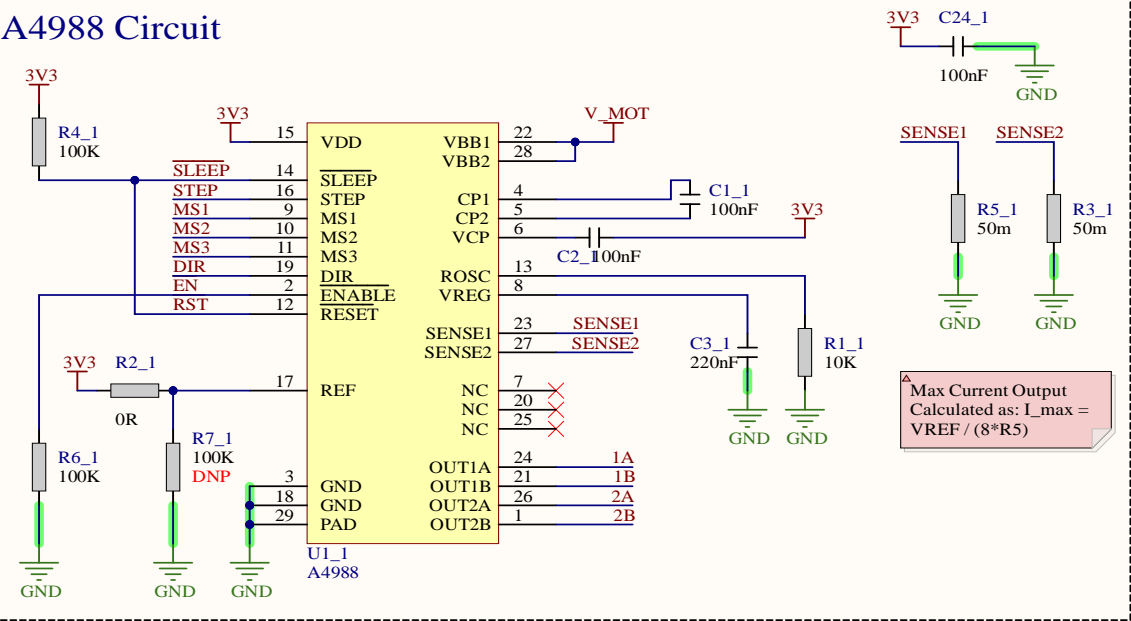 A4988 Circuit
3V3
C24_1
100nF
GND
3V3
R4_1
100K
3V3
V_MOT
SENSE1
SENSE2
R5_1
50m
R3_1
50m
GND
GND
15
VDD
VBB1
22
VBB2
28
SLEEP
14
SLEEP
STEP
16
STEP
CP1
4
C1_1
100nF
MS1
9
MS1
CP2
5
MS2
10
MS2
VCP
6
C2_1
100nF
3V3
MS3
11
MS3
DIR
19
DIR
ROSC
13
EN
2
ENABLE
VREG
8
RST
12
RESET
SENSE1
23
SENSE1
SENSE2
27
SENSE2
C3_1
220nF
R1_1
10K
GND
GND
3V3
R2_1
0R
17
REF
NC
7
NC
20
NC
25
Max Current Output
Calculated as: I_max =
VREF / (8*R5)
R6_1
100K
R7_1
100K
DNP
OUT1A
24
1A
3
GND
OUT1B
21
1B
18
GND
OUT2A
26
2A
29
PAD
OUT2B
1
2B
U1_1
A4988
GND
GND
GND